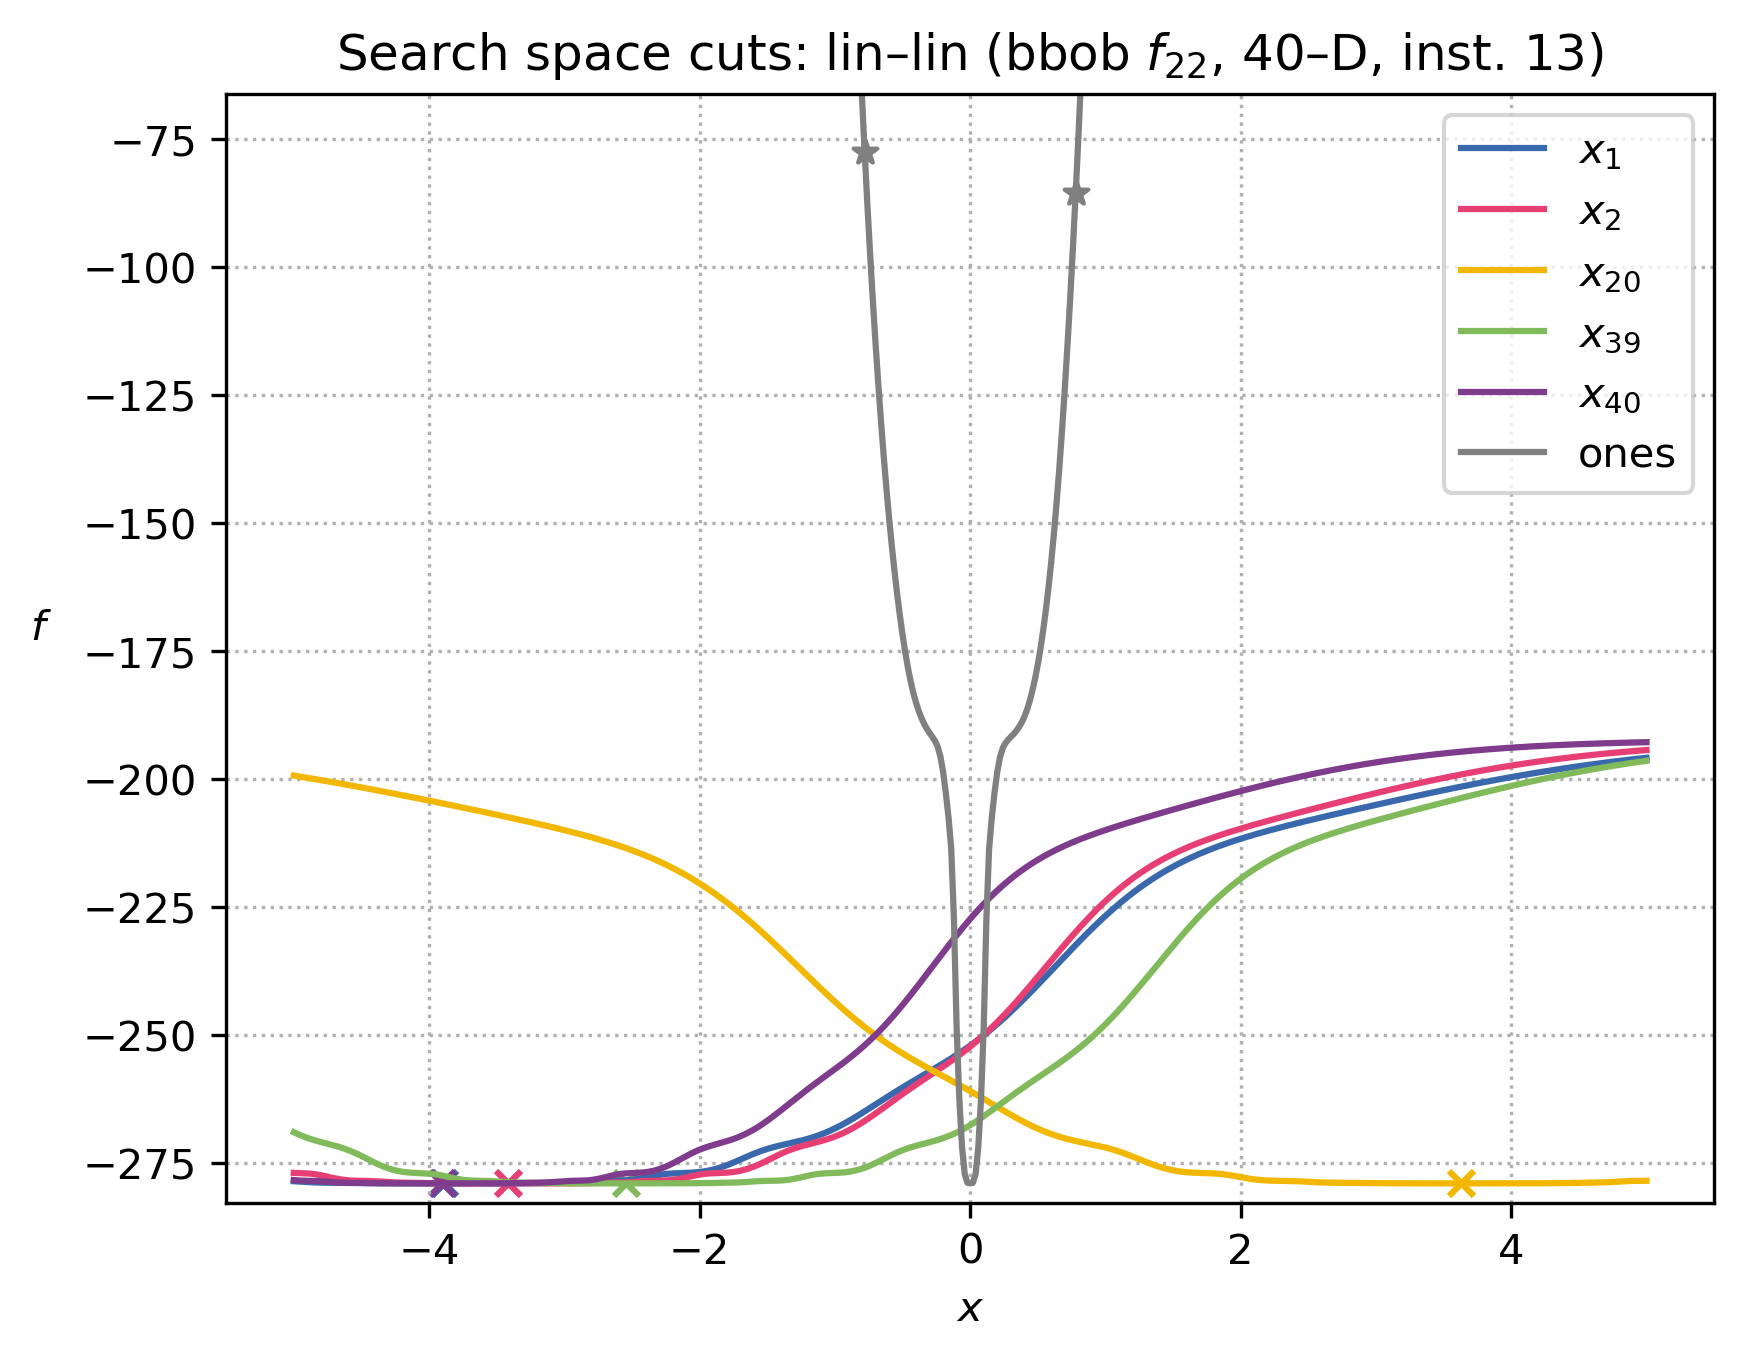 Search space cuts: lin–lin (bbob f₂₂, 40–D, inst. 13)
−75
−100
−125
−150
−175
−200
−225
−250
−275
f
−4
−2
0
2
4
x
x₁
x₂
x₂₀
x₃₉
x₄₀
ones